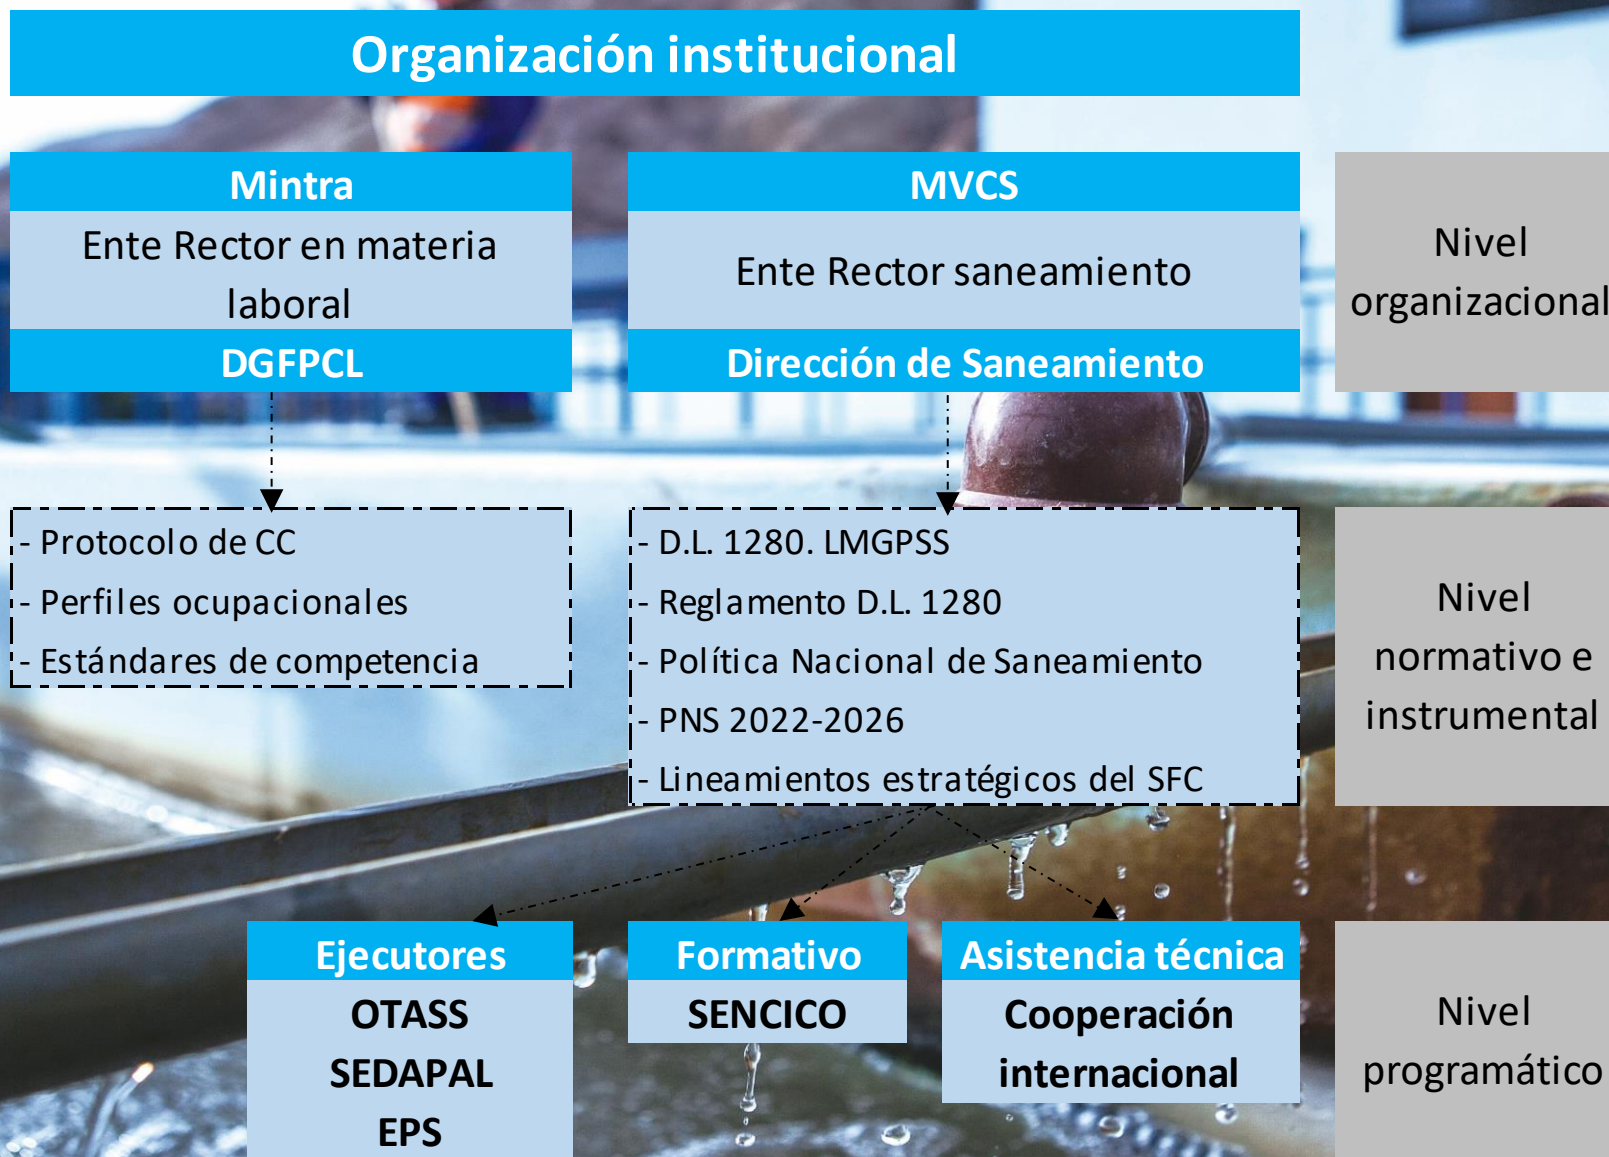 Organización institucional
Mintra
Ente Rector en materia
laboral
DGFPCL
MVCS
Ente Rector saneamiento
Dirección de Saneamiento
Nivel
organizacional
- Protocolo de CC
- Perfiles ocupacionales
- Estándares de competencia
- D.L. 1280. LMGPSS
- Reglamento D.L. 1280
- Política Nacional de Saneamiento
- PNS 2022-2026
- Lineamientos estratégicos del SFC
Nivel
normativo e
instrumental
Ejecutores
OTASS
SEDAPAL
EPS
Formativo
SENCICO
Asistencia técnica
Cooperación
internacional
Nivel
programático